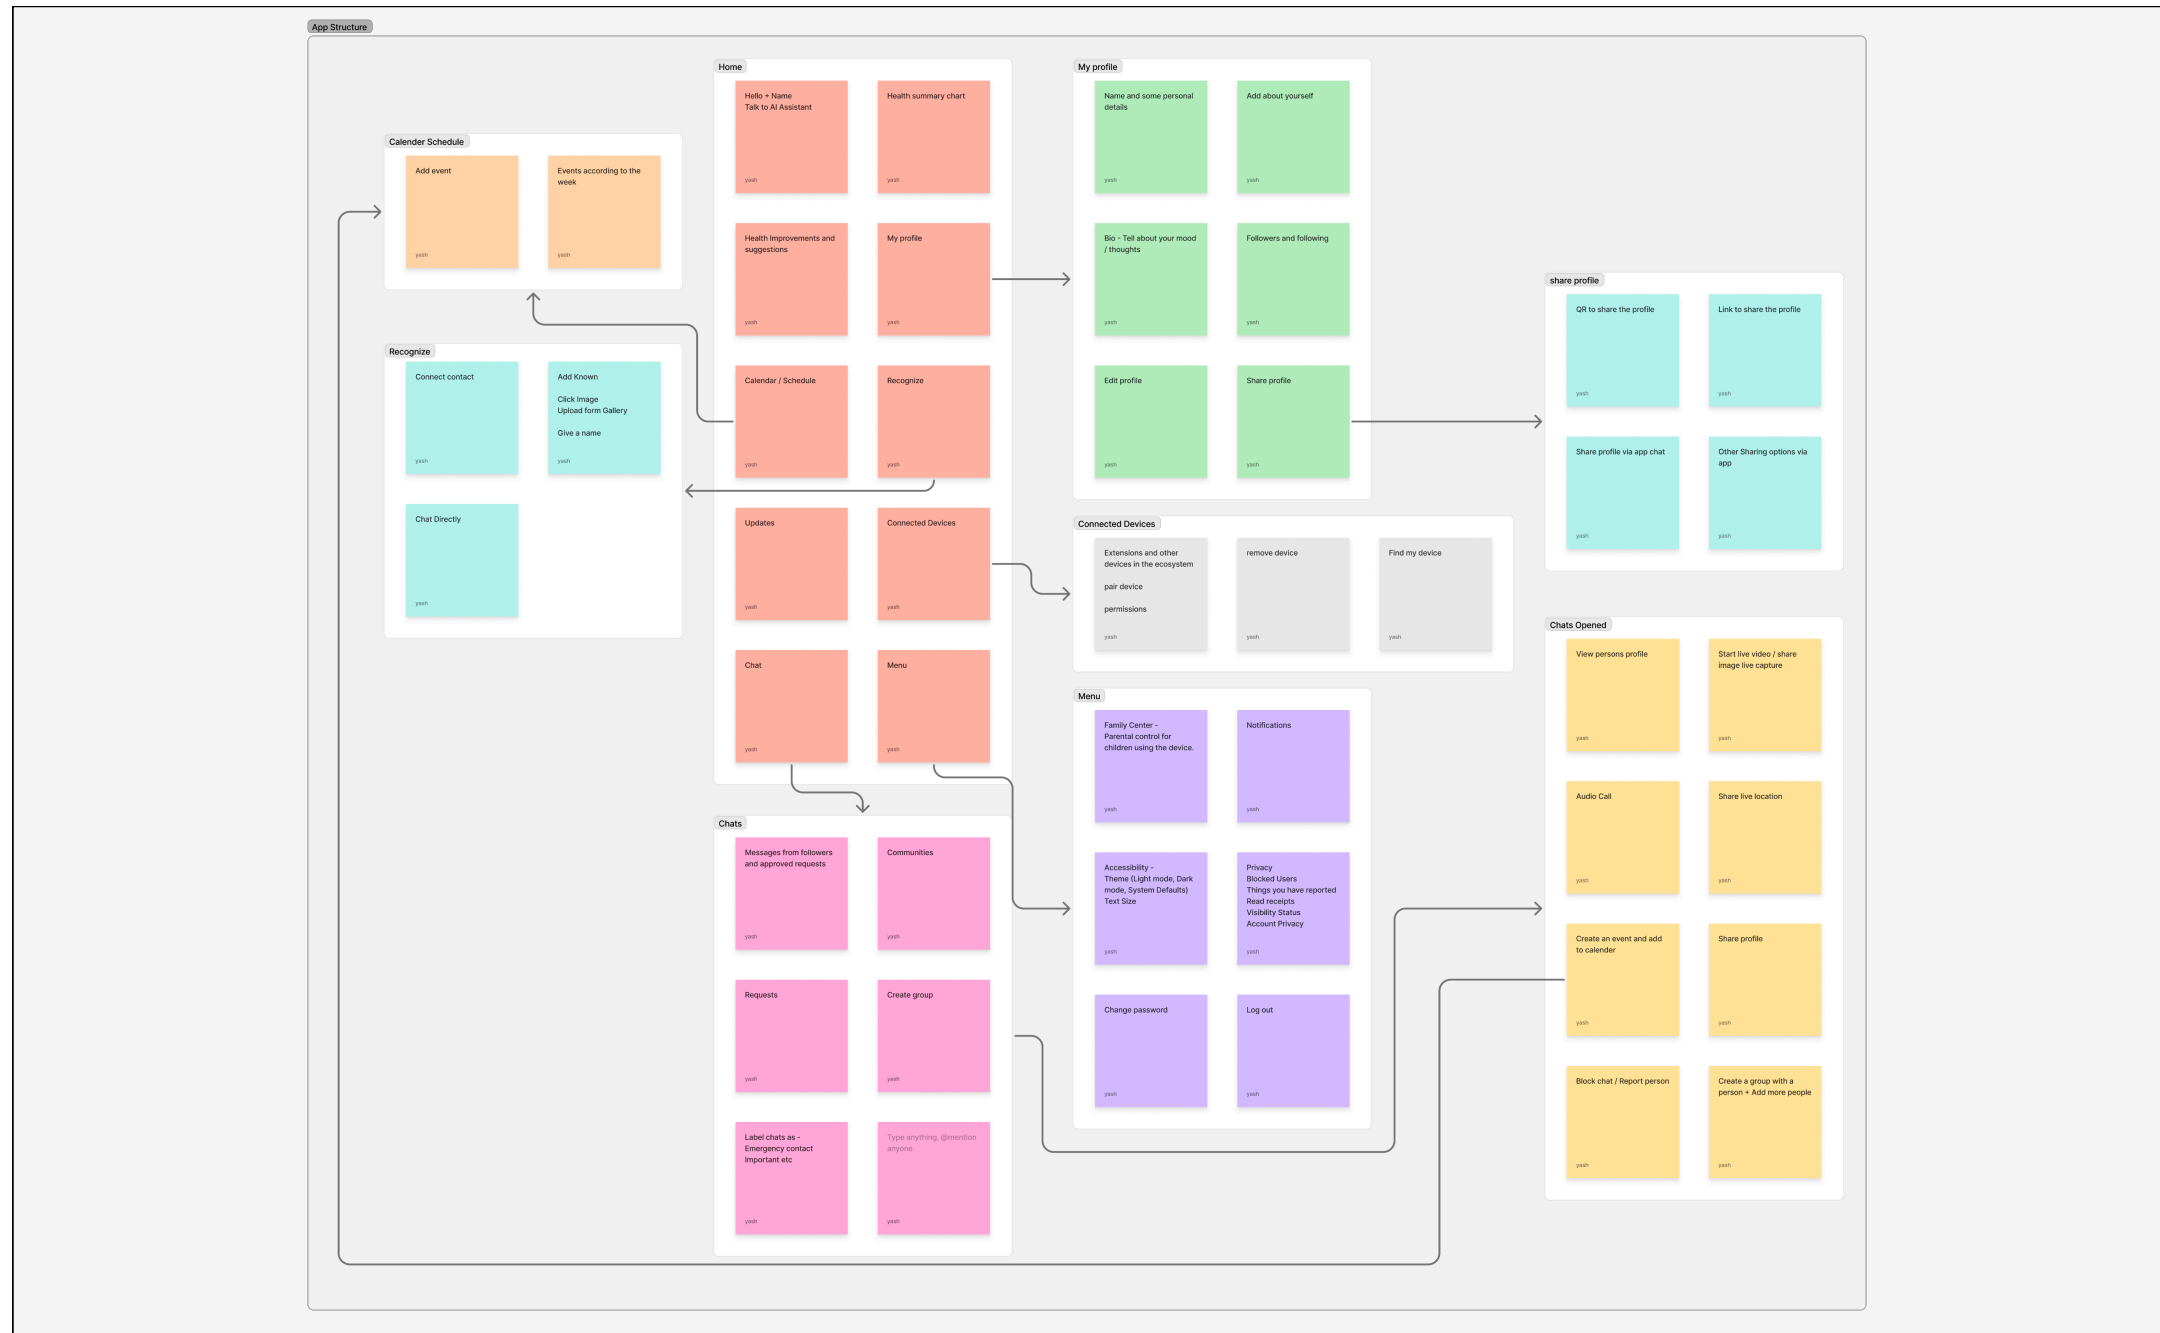 App Structure
Home
Hello + Name
Talk to AI Assistant
yash
Health summary chart
yash
Health Improvements and
suggestions
yash
My profile
yash
Calendar / Schedule
yash
Recognize
yash
Updates
yash
Connected Devices
yash
Chat
yash
Menu
yash
Calender Schedule
Add event
yash
Events according to the
week
yash
Recognize
Connect contact
yash
Add Known
Click Image
Upload form Gallery
Give a name
yash
Chat Directly
yash
My profile
Name and some personal
details
yash
Add about yourself
yash
Bio - Tell about your mood
/ thoughts
yash
Followers and following
yash
Edit profile
yash
Share profile
yash
share profile
QR to share the profile
yash
Link to share the profile
yash
Share profile via app chat
yash
Other Sharing options via
app
yash
Connected Devices
Extensions and other
devices in the ecosystem
pair device
permissions
yash
remove device
yash
Find my device
yash
Menu
Family Center -
Parental control for
children using the device.
yash
Notifications
yash
Accessibility -
Theme (Light mode, Dark
mode, System Defaults)
Text Size
yash
Privacy
Blocked Users
Things you have reported
Read receipts
Visibility Status
Account Privacy
yash
Change password
yash
Log out
yash
Chats
Messages from followers
and approved requests
yash
Communities
yash
Requests
yash
Create group
yash
Label chats as -
Emergency contact
Important etc
yash
Type anything, @mention
anyone
yash
Chats Opened
View persons profile
yash
Start live video / share
image live capture
yash
Audio Call
yash
Share live location
yash
Create an event and add
to calender
yash
Share profile
yash
Block chat / Report person
yash
Create a group with a
person + Add more people
yash